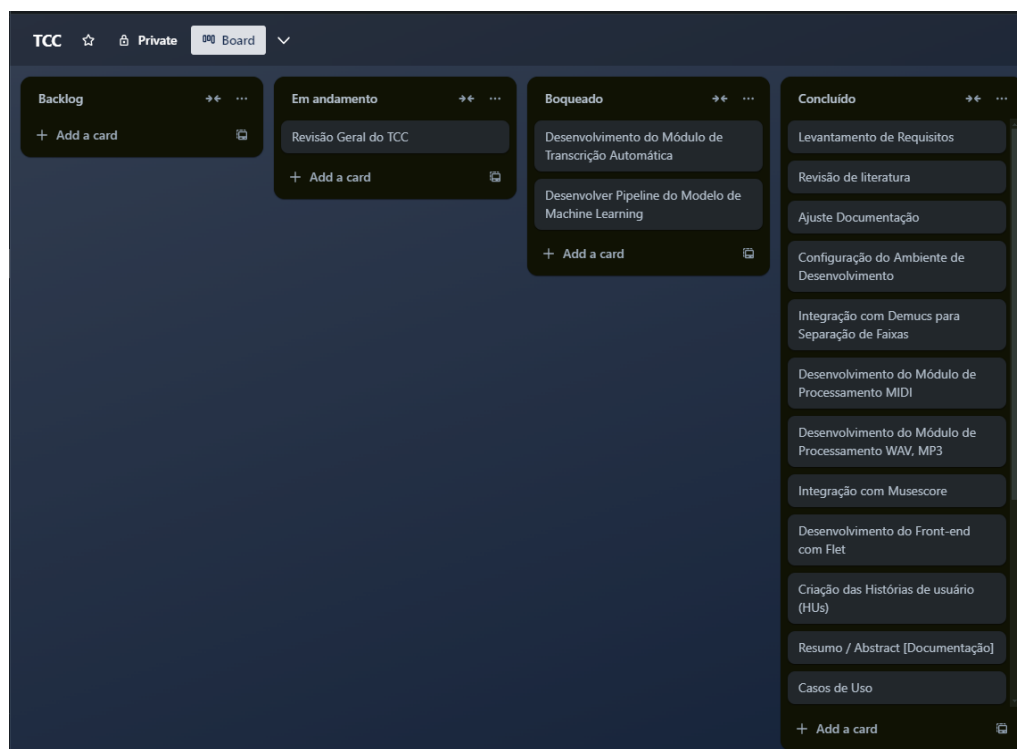 TCC Private Board
Backlog
Add a card
Em andamento
Revisão Geral do TCC
Add a card
Boqueado
Desenvolvimento do Módulo de
Transcrição Automática
Desenvolver Pipeline do Modelo de
Machine Learning
Add a card
Concluído
Levantamento de Requisitos
Revisão de literatura
Ajuste Documentação
Configuração do Ambiente de
Desenvolvimento
Integração com Demucs para
Separação de Faixas
Desenvolvimento do Módulo de
Processamento MIDI
Desenvolvimento do Módulo de
Processamento WAV, MP3
Integração com Musescore
Desenvolvimento do Front-end
com Flet
Criação das Histórias de usuário
(HUs)
Resumo / Abstract [Documentação]
Casos de Uso
Add a card